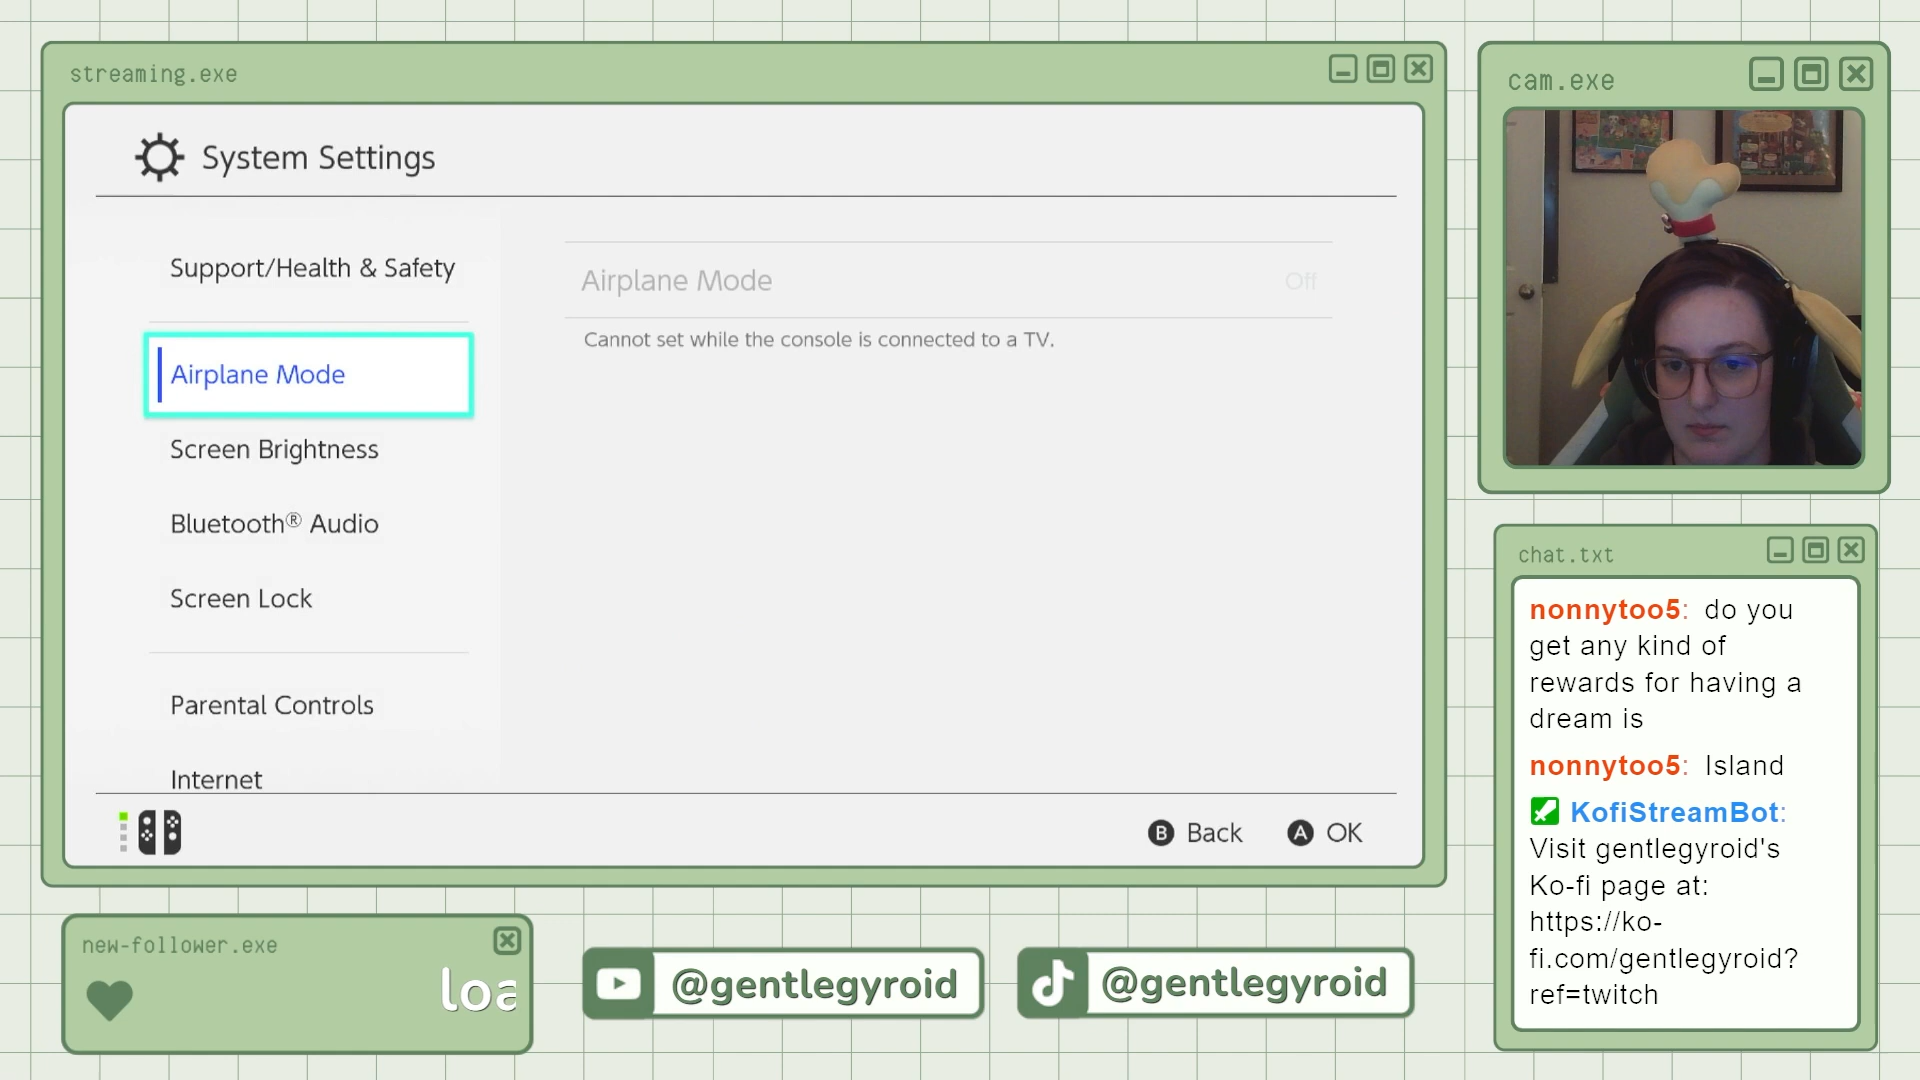 streaming.exe
System Settings
Support/Health & Safety
Airplane Mode
Screen Brightness
Bluetooth® Audio
Screen Lock
Parental Controls
Internet
Airplane Mode Off
Cannot set while the console is connected to a TV.
B Back A OK
cam.exe
chat.txt
nonnytoo5: do you
get any kind of
rewards for having a
dream is
nonnytoo5: Island
KofiStreamBot:
Visit gentlegyroid's
Ko-fi page at:
https://ko-
fi.com/gentlegyroid?
ref=twitch
new-follower.exe
loa
@gentlegyroid
@gentlegyroid